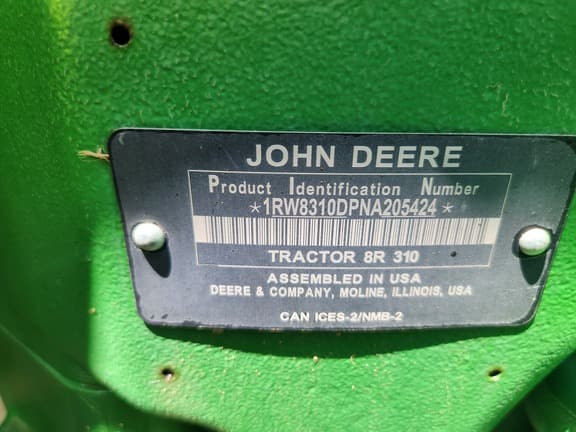 JOHN DEERE
Product Identification Number
*1RW8310DPNA205424*
TRACTOR 8R 310
ASSEMBLED IN USA
DEERE & COMPANY, MOLINE, ILLINOIS, USA
CAN ICES-2/NMB-2